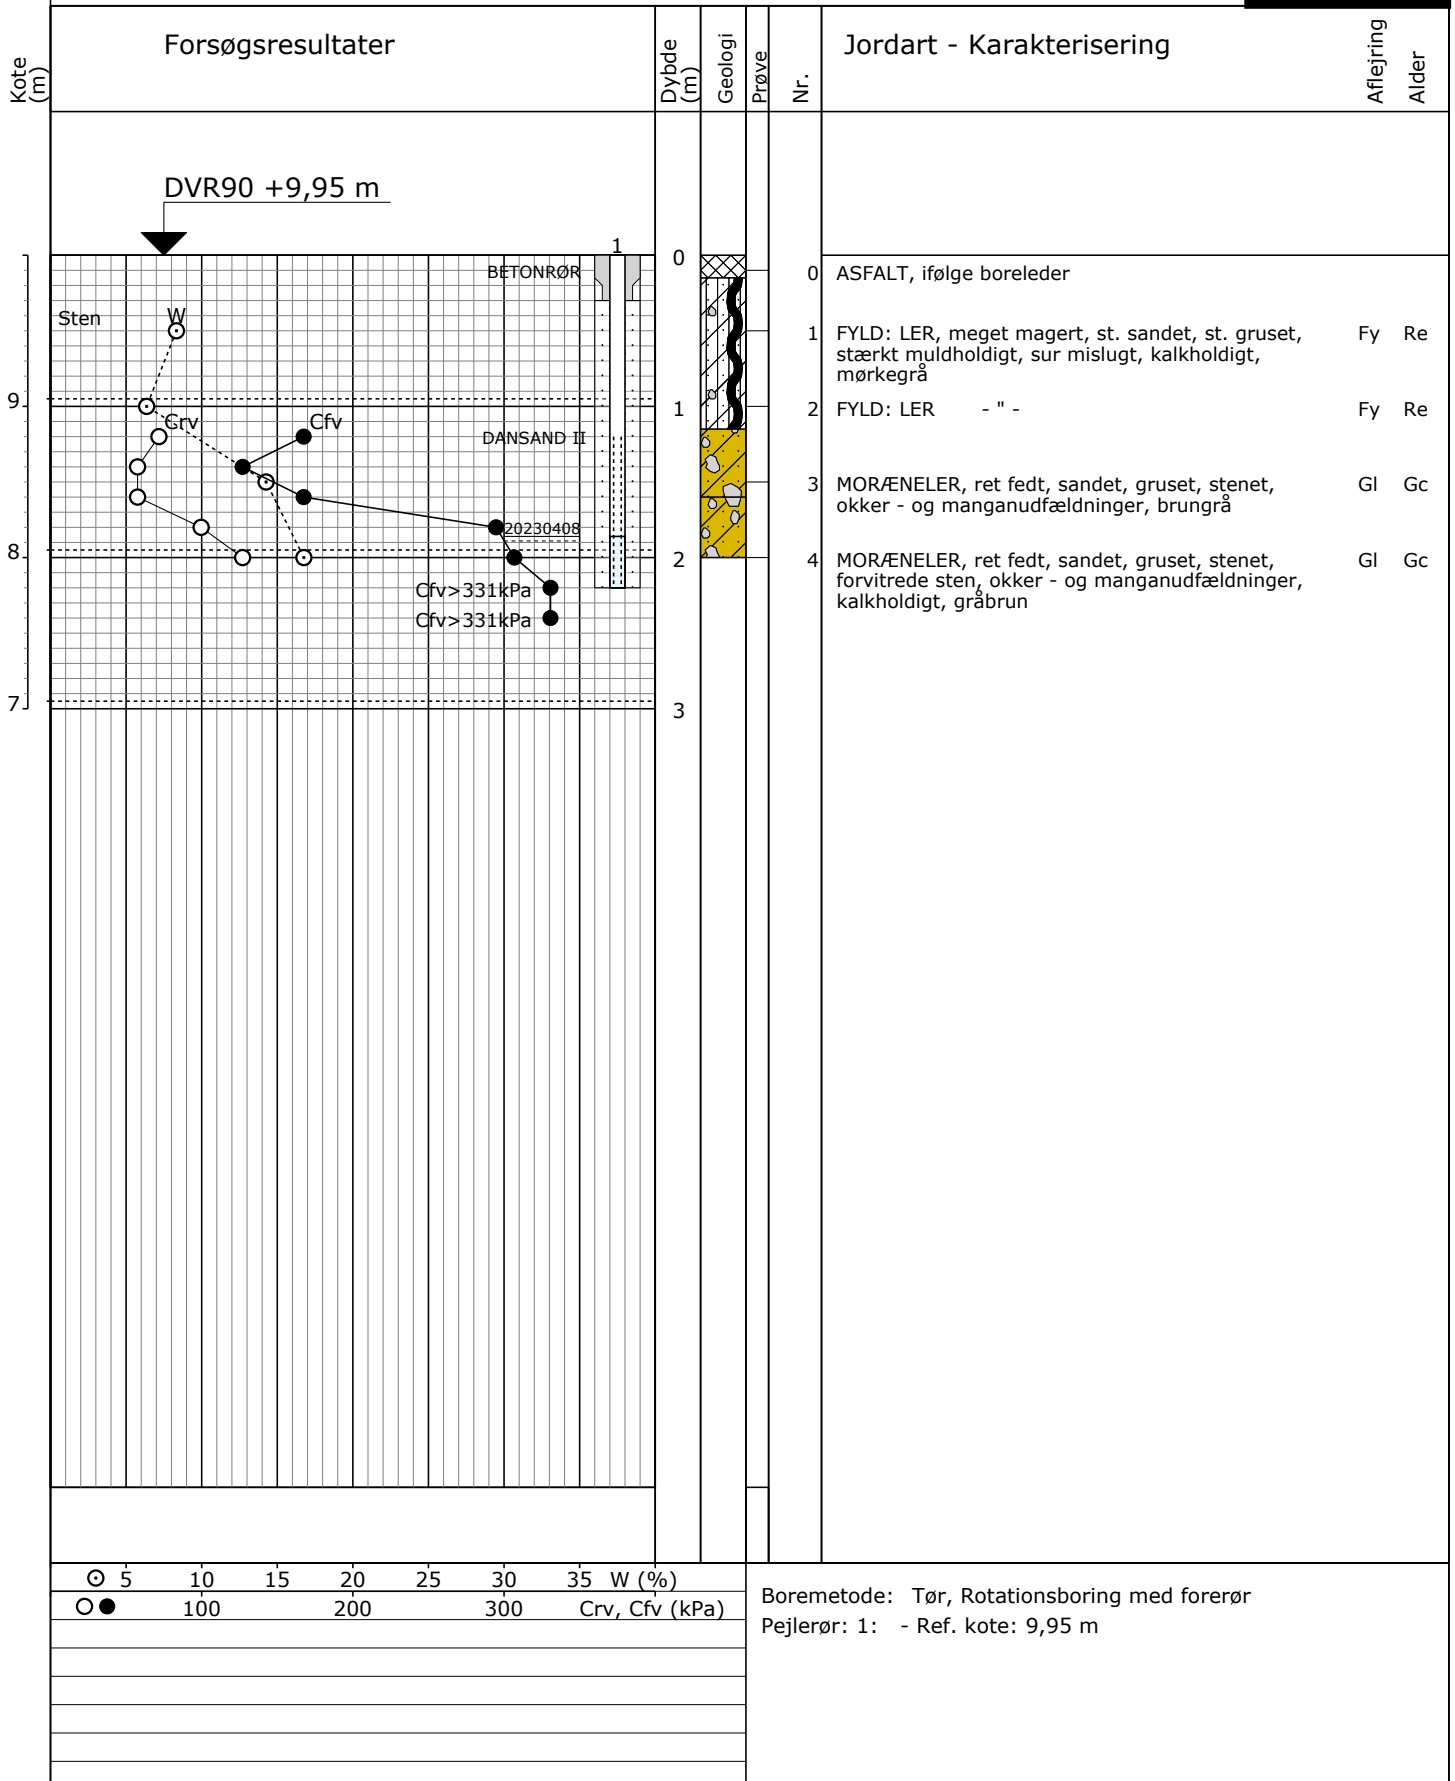 Kote
(m)
Forsøgsresultater
Dybde
(m)
Geologi
Prøve
Nr.
Jordart - Karakterisering
Aflejring
Alder
DVR90 +9,95 m
1
BETONRØR
0
0 ASFALT, ifølge boreleder
Sten
W
1 FYLD: LER, meget magert, st. sandet, st. gruset, Fy Re
stærkt muldholdigt, sur mislugt, kalkholdigt,
mørkegrå
9
1
2 FYLD: LER - " - Fy Re
Crv
Cfv
DANSAND II
3 MORÆNELER, ret fedt, sandet, gruset, stenet, Gl Gc
okker - og manganudfældninger, brungrå
20230408
8
2
4 MORÆNELER, ret fedt, sandet, gruset, stenet, Gl Gc
forvitrede sten, okker - og manganudfældninger,
kalkholdigt, gråbrun
Cfv>331kPa
Cfv>331kPa
7
3
5 10 15 20 25 30 35 W (%)
100 200 300 Crv, Cfv (kPa)
Boremetode: Tør, Rotationsboring med forerør
Pejlerør: 1: - Ref. kote: 9,95 m